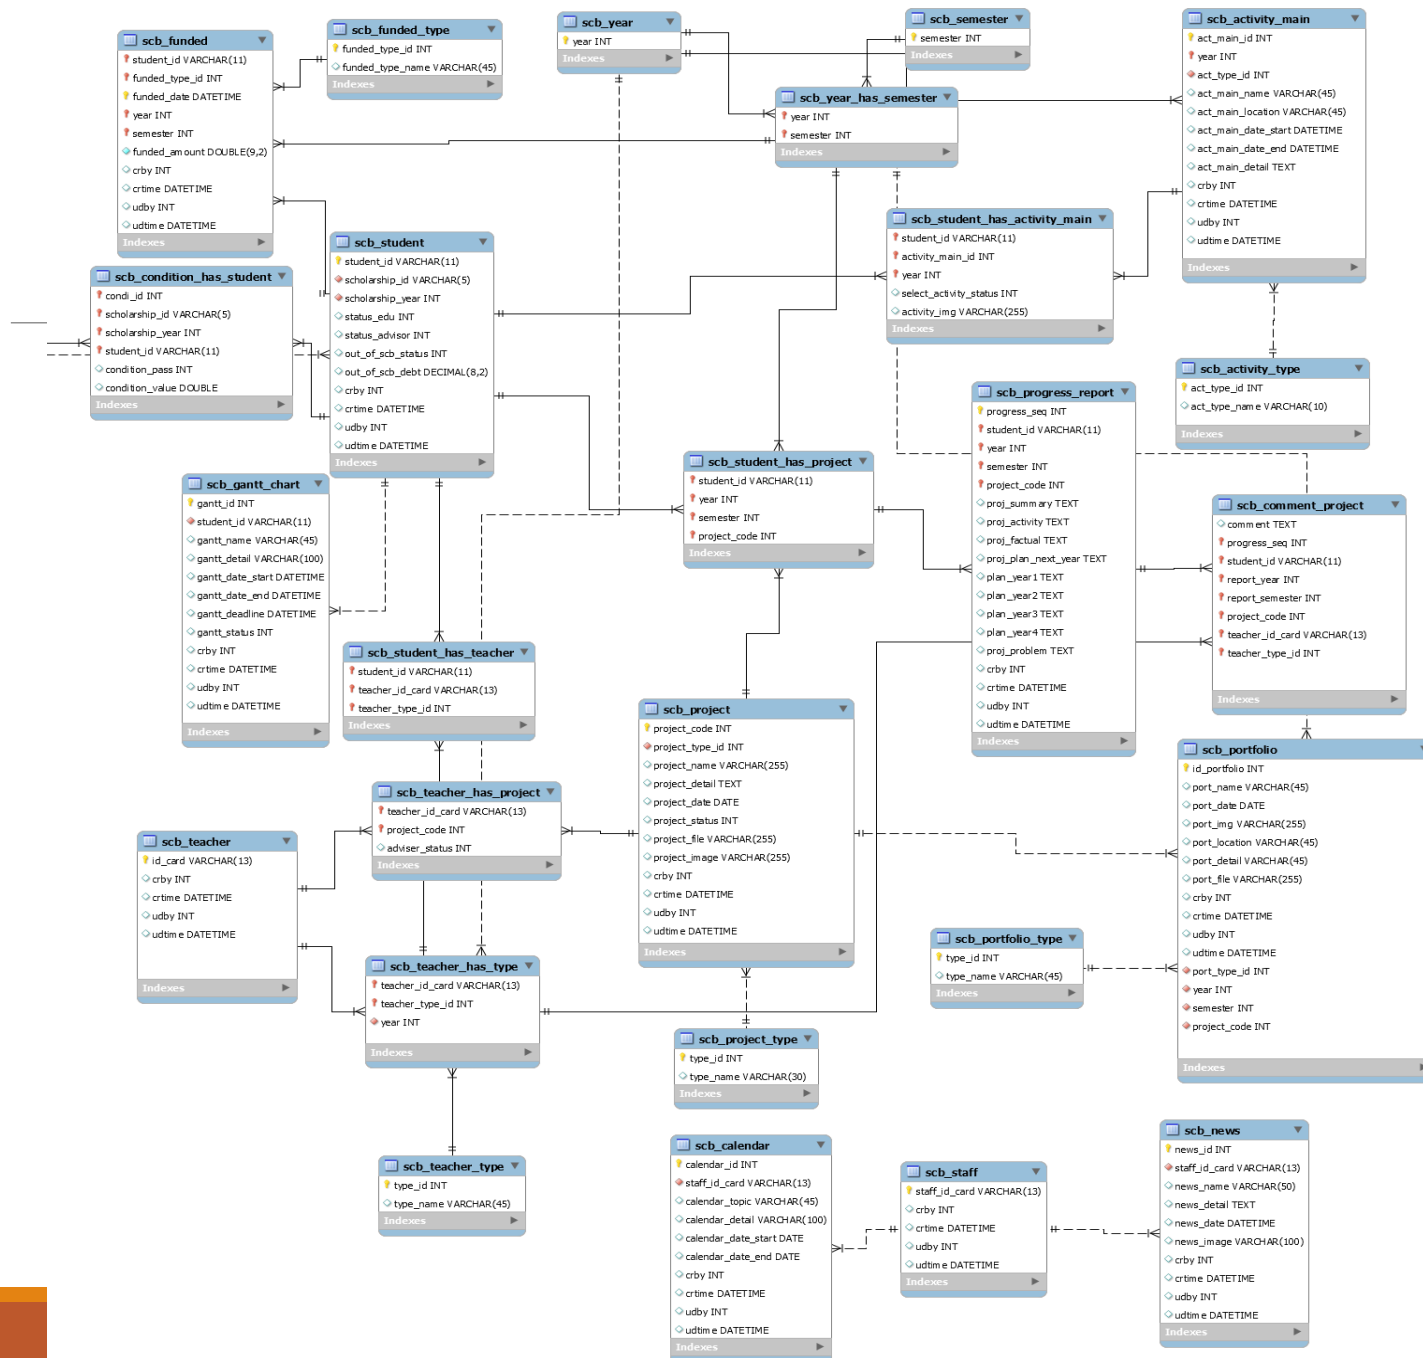 scb_funded
student_id VARCHAR(11)
funded_type_id INT
funded_date DATETIME
year INT
semester INT
funded_amount DOUBLE(9,2)
crby INT
crtime DATETIME
udby INT
udtime DATETIME
Indexes
scb_funded_type
funded_type_id INT
funded_type_name VARCHAR(45)
Indexes
scb_year
year INT
Indexes
scb_semester
semester INT
Indexes
scb_activity_main
act_main_id INT
year INT
act_type_id INT
act_main_name VARCHAR(45)
act_main_location VARCHAR(45)
act_main_date_start DATETIME
act_main_date_end DATETIME
act_main_detail TEXT
crby INT
crtime DATETIME
udby INT
udtime DATETIME
Indexes
scb_year_has_semester
year INT
semester INT
Indexes
scb_student_has_activity_main
student_id VARCHAR(11)
activity_main_id INT
year INT
select_activity_status INT
activity_img VARCHAR(255)
Indexes
scb_student
student_id VARCHAR(11)
scholarship_id VARCHAR(5)
scholarship_year INT
status_edu INT
status_advisor INT
out_of_scb_status INT
out_of_scb_debt DECIMAL(8,2)
crby INT
crtime DATETIME
udby INT
udtime DATETIME
Indexes
scb_condition_has_student
condi_id INT
scholarship_id VARCHAR(5)
scholarship_year INT
student_id VARCHAR(11)
condition_pass INT
condition_value DOUBLE
Indexes
scb_activity_type
act_type_id INT
act_type_name VARCHAR(10)
Indexes
scb_progress_report
progress_seq INT
student_id VARCHAR(11)
year INT
semester INT
project_code INT
proj_summary TEXT
proj_activity TEXT
proj_factual TEXT
proj_plan_next_year TEXT
plan_year1 TEXT
plan_year2 TEXT
plan_year3 TEXT
plan_year4 TEXT
proj_problem TEXT
crby INT
crtime DATETIME
udby INT
udtime DATETIME
Indexes
scb_student_has_project
student_id VARCHAR(11)
year INT
semester INT
project_code INT
Indexes
scb_gantt_chart
gantt_id INT
student_id VARCHAR(11)
gantt_name VARCHAR(45)
gantt_detail VARCHAR(100)
gantt_date_start DATETIME
gantt_date_end DATETIME
gantt_deadline DATETIME
gantt_status INT
crby INT
crtime DATETIME
udby INT
udtime DATETIME
Indexes
scb_comment_project
comment TEXT
progress_seq INT
student_id VARCHAR(11)
report_year INT
report_semester INT
project_code INT
teacher_id_card VARCHAR(13)
teacher_type_id INT
Indexes
scb_student_has_teacher
student_id VARCHAR(11)
teacher_id_card VARCHAR(13)
teacher_type_id INT
Indexes
scb_project
project_code INT
project_type_id INT
project_name VARCHAR(255)
project_detail TEXT
project_date DATE
project_status INT
project_file VARCHAR(255)
project_image VARCHAR(255)
crby INT
crtime DATETIME
udby INT
udtime DATETIME
Indexes
scb_portfolio
id_portfolio INT
port_name VARCHAR(45)
port_date DATE
port_img VARCHAR(255)
port_location VARCHAR(45)
port_detail VARCHAR(45)
port_file VARCHAR(255)
crby INT
crtime DATETIME
udby INT
udtime DATETIME
port_type_id INT
year INT
semester INT
project_code INT
Indexes
scb_teacher_has_project
teacher_id_card VARCHAR(13)
project_code INT
adviser_status INT
Indexes
scb_teacher
id_card VARCHAR(13)
crby INT
crtime DATETIME
udby INT
udtime DATETIME
Indexes
scb_portfolio_type
type_id INT
type_name VARCHAR(45)
Indexes
scb_teacher_has_type
teacher_id_card VARCHAR(13)
teacher_type_id INT
year INT
Indexes
scb_project_type
type_id INT
type_name VARCHAR(30)
Indexes
scb_teacher_type
type_id INT
type_name VARCHAR(45)
Indexes
scb_calendar
calendar_id INT
staff_id_card VARCHAR(13)
calendar_topic VARCHAR(45)
calendar_detail VARCHAR(100)
calendar_date_start DATE
calendar_date_end DATE
crby INT
crtime DATETIME
udby INT
udtime DATETIME
Indexes
scb_staff
staff_id_card VARCHAR(13)
crby INT
crtime DATETIME
udby INT
udtime DATETIME
Indexes
scb_news
news_id INT
staff_id_card VARCHAR(13)
news_name VARCHAR(50)
news_detail TEXT
news_date DATETIME
news_image VARCHAR(100)
crby INT
crtime DATETIME
udby INT
udtime DATETIME
Indexes